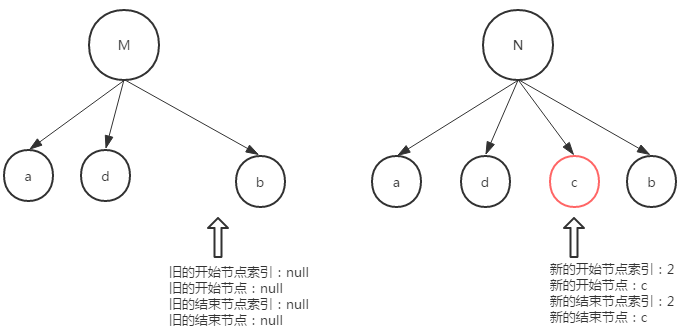 M
N
a
d
b
a
d
c
b
旧的开始节点索引：null
旧的开始节点：null
旧的结束节点索引：null
旧的结束节点：null
新的开始节点索引：2
新的开始节点：c
新的结束节点索引：2
新的结束节点：c